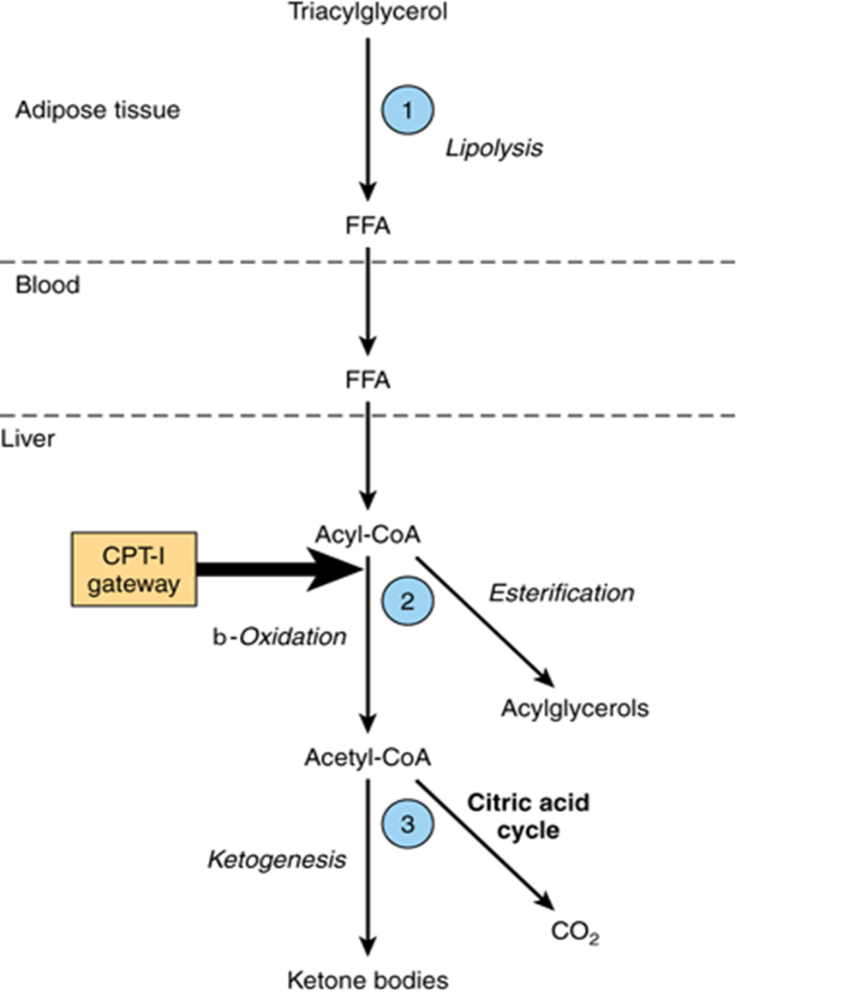 Triacylglycerol
Adipose tissue
1
Lipolysis
FFA
Blood
FFA
Liver
Acyl-CoA
CPT-I
gateway
2
Esterification
b-Oxidation
Acylglycerols
Acetyl-CoA
Citric acid
cycle
3
Ketogenesis
CO₂
Ketone bodies